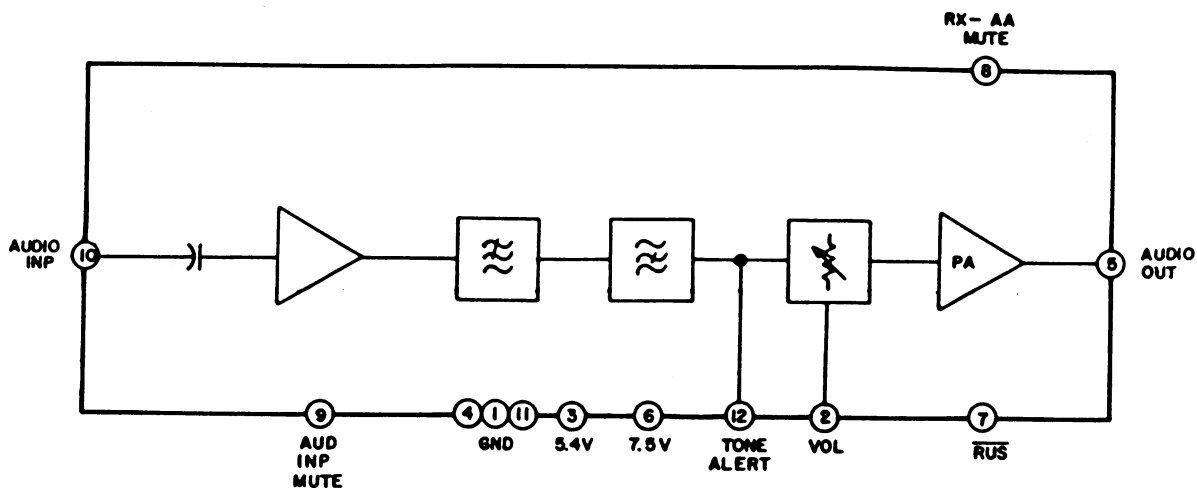 RX- AA
MUTE
8
AUDIO
INP
10
PA
5
AUDIO
OUT
9
4
1
11
3
6
12
2
7
AUD
INP
MUTE
GND
5.4V
7.5V
TONE
ALERT
VOL
RUS